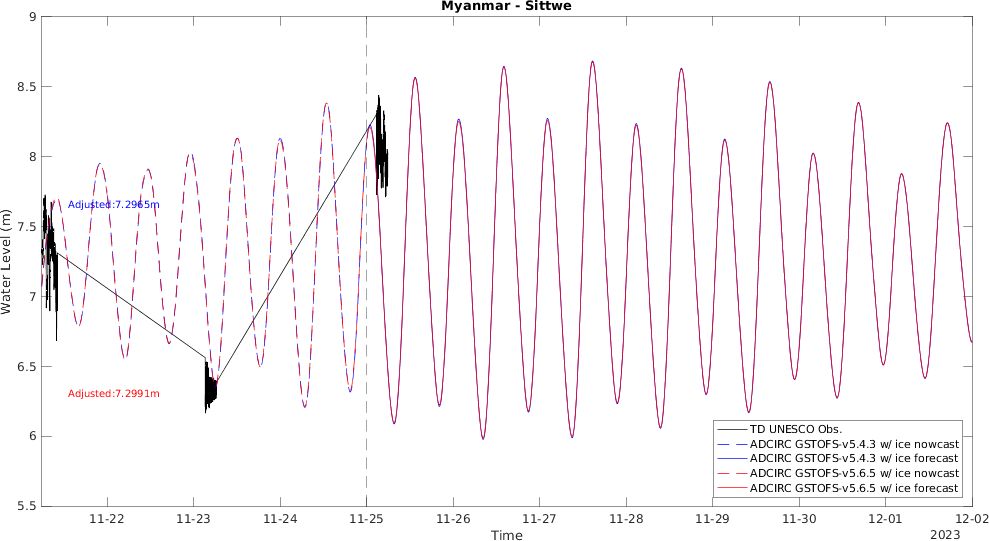 Myanmar - Sittwe
9
8.5
8
7.5
7
6.5
6
5.5
Water Level (m)
Adjusted:7.2965m
Adjusted:7.2991m
TD UNESCO Obs.
ADCIRC GSTOFS-v5.4.3 w/ ice nowcast
ADCIRC GSTOFS-v5.4.3 w/ ice forecast
ADCIRC GSTOFS-v5.6.5 w/ ice nowcast
ADCIRC GSTOFS-v5.6.5 w/ ice forecast
11-22 11-23 11-24 11-25 11-26 11-27 11-28 11-29 11-30 12-01 12-02
Time
2023